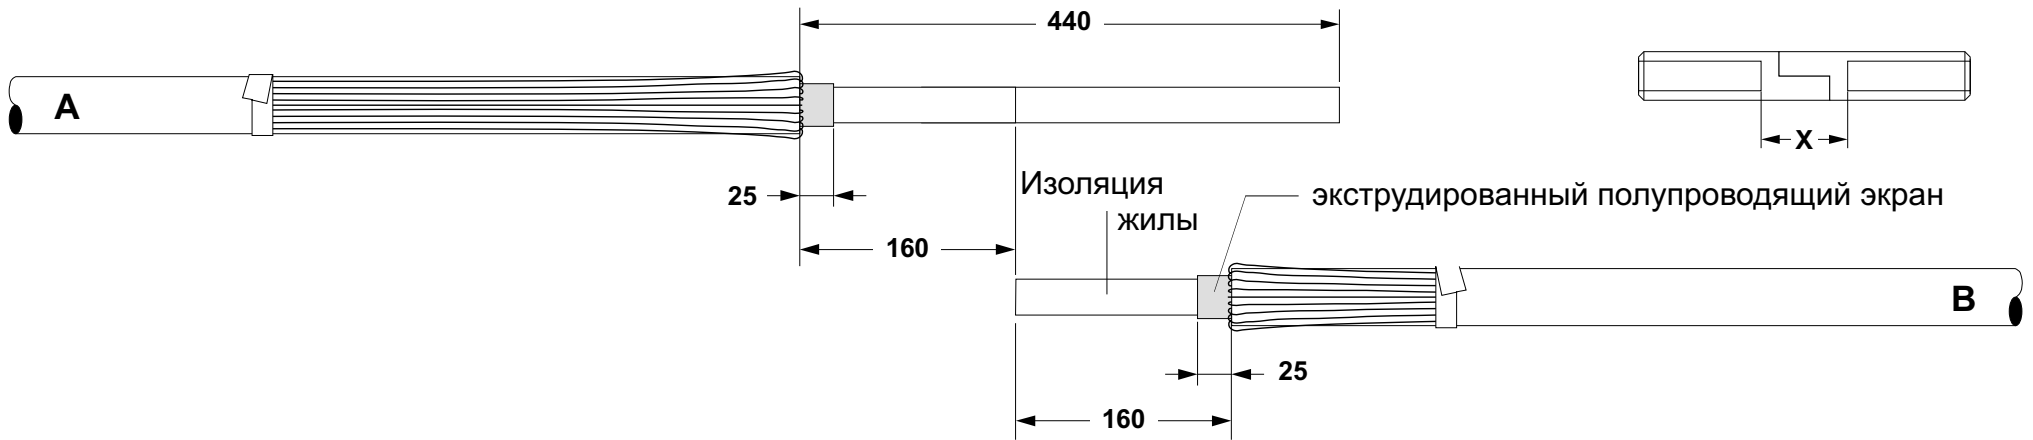 440
A
X
25
Изоляция
жилы
экструдированный полупроводящий экран
160
B
25
160